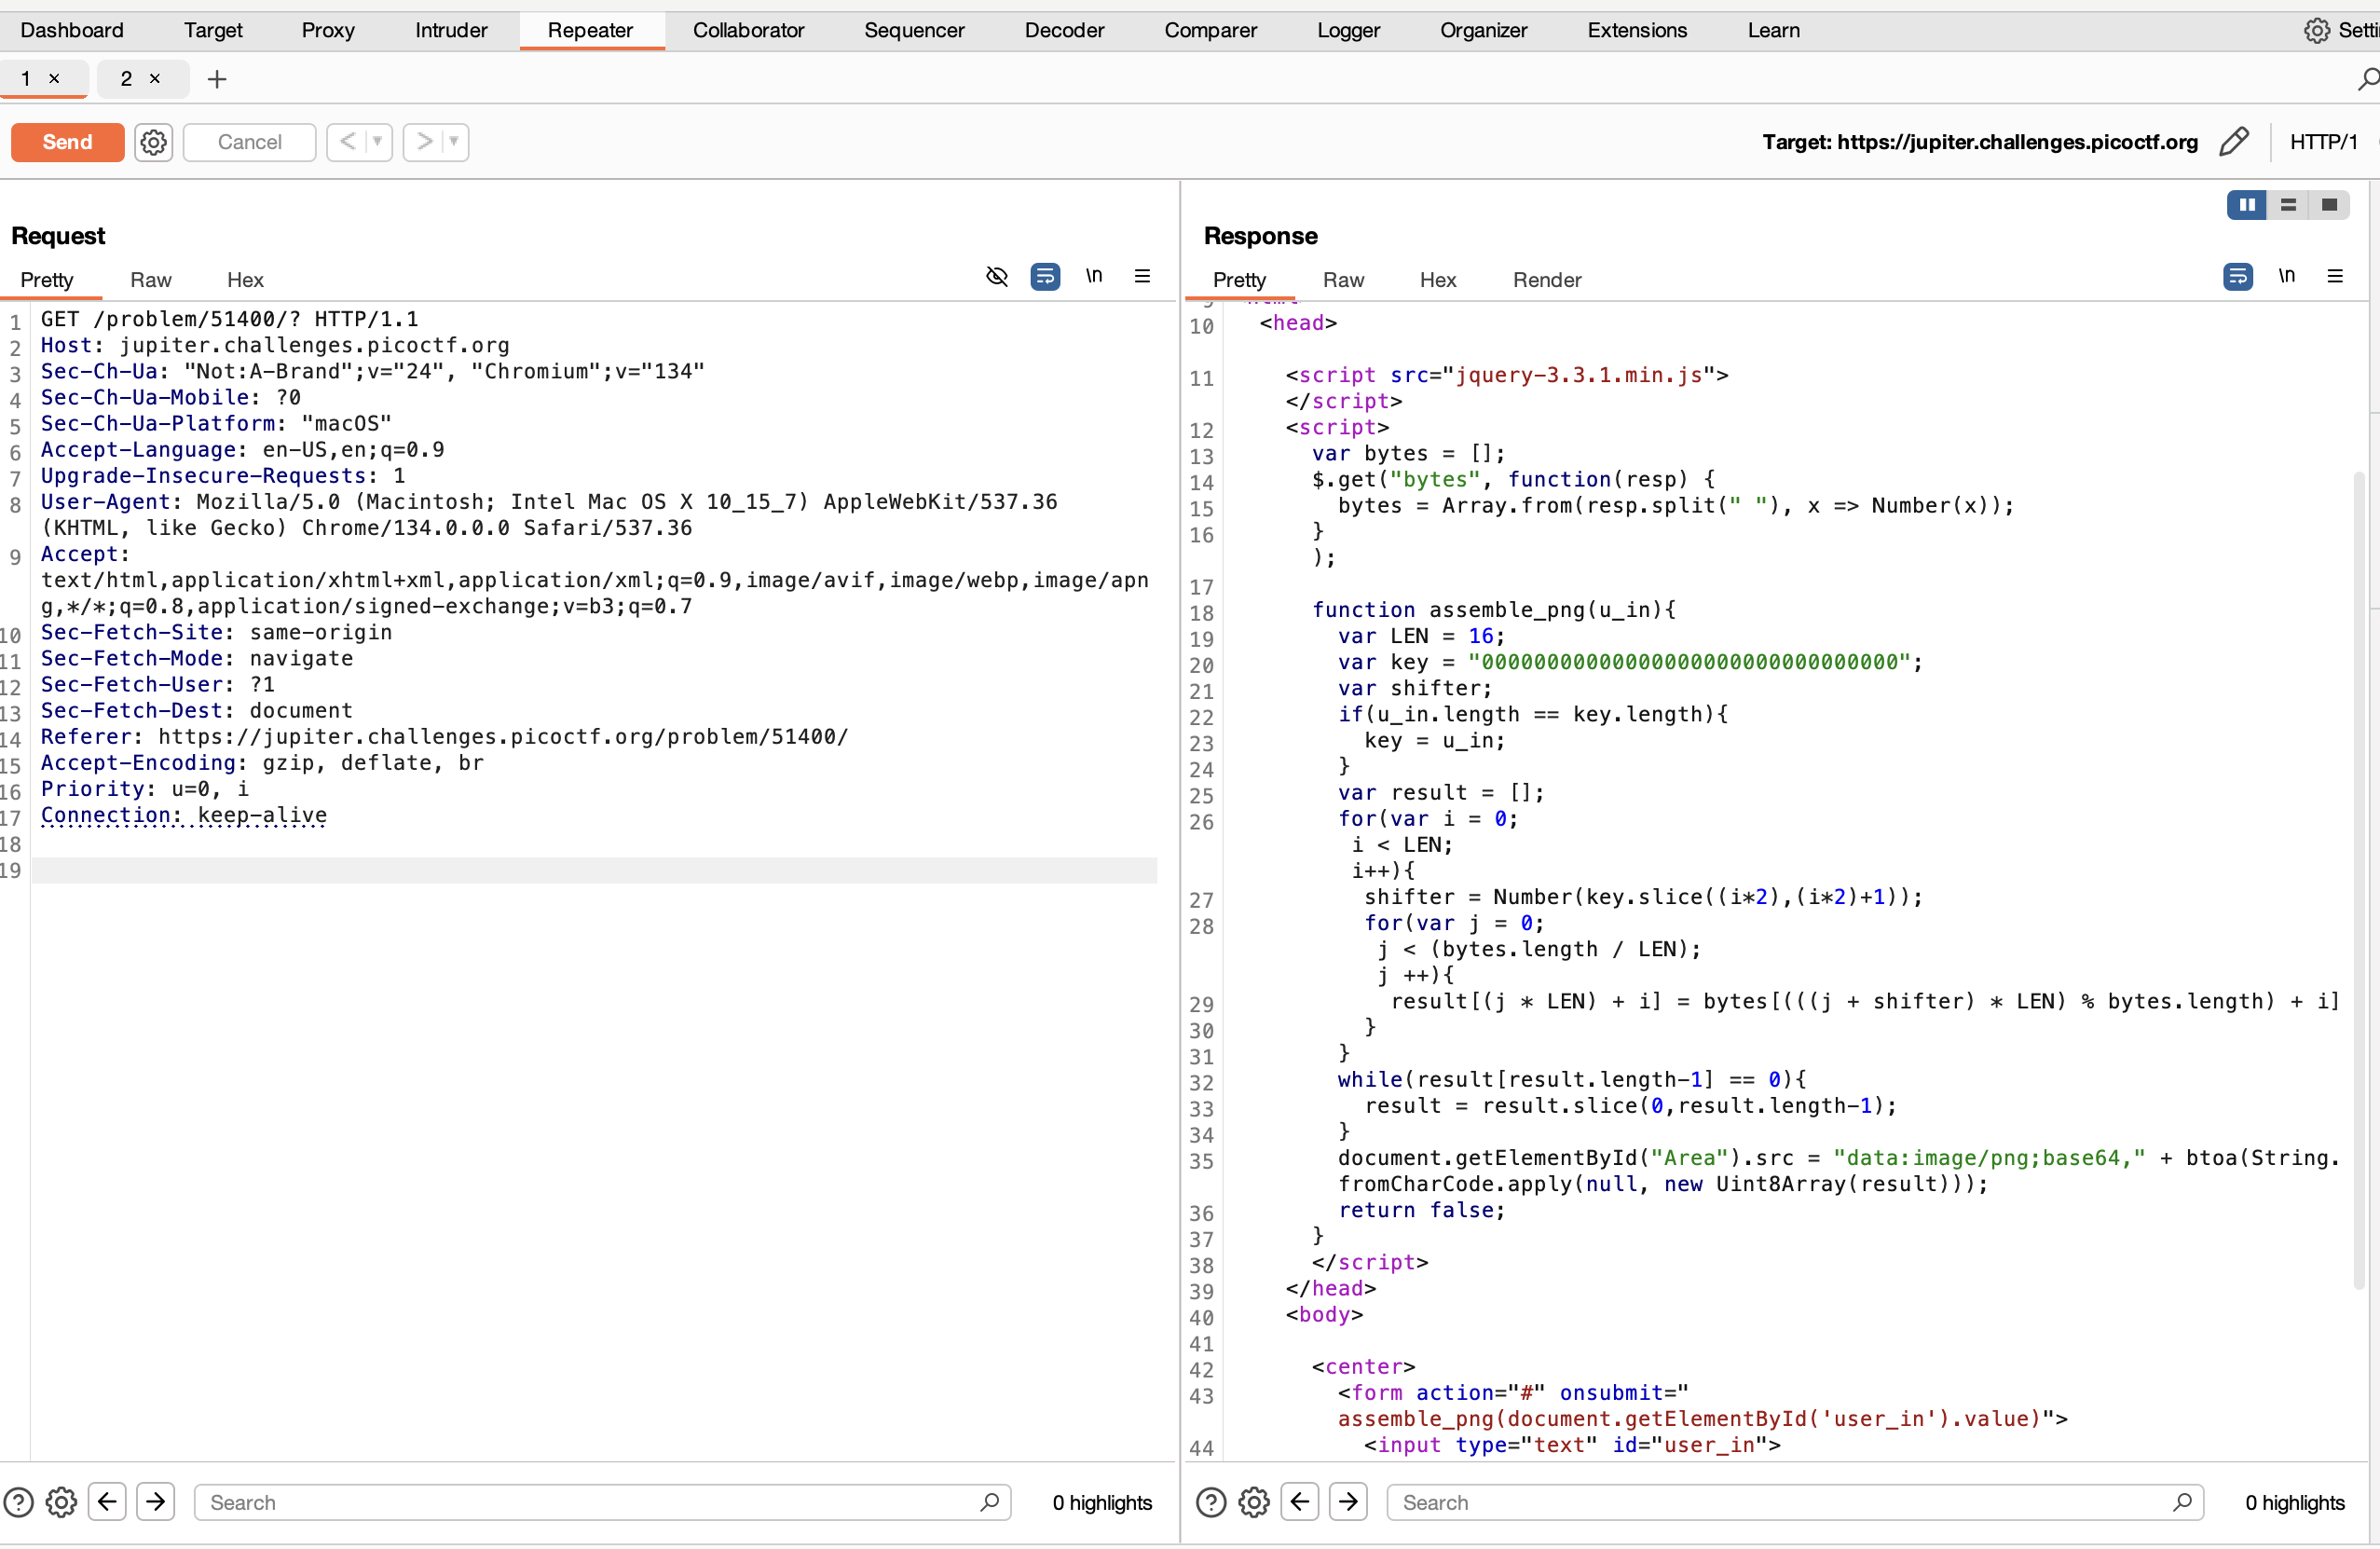 Dashboard Target Proxy Intruder Repeater Collaborator Sequencer Decoder Comparer Logger Organizer Extensions Learn
1 × 2 × +
Send Cancel < > Target: https://jupiter.challenges.picoctf.org HTTP/1
Request
Pretty Raw Hex \n
1 GET /problem/51400/? HTTP/1.1
2 Host: jupiter.challenges.picoctf.org
3 Sec-Ch-Ua: "Not:A-Brand";v="24", "Chromium";v="134"
4 Sec-Ch-Ua-Mobile: ?0
5 Sec-Ch-Ua-Platform: "macOS"
6 Accept-Language: en-US,en;q=0.9
7 Upgrade-Insecure-Requests: 1
8 User-Agent: Mozilla/5.0 (Macintosh; Intel Mac OS X 10_15_7) AppleWebKit/537.36
(KHTML, like Gecko) Chrome/134.0.0.0 Safari/537.36
9 Accept:
text/html,application/xhtml+xml,application/xml;q=0.9,image/avif,image/webp,image/apn
g,*/*;q=0.8,application/signed-exchange;v=b3;q=0.7
10 Sec-Fetch-Site: same-origin
11 Sec-Fetch-Mode: navigate
12 Sec-Fetch-User: ?1
13 Sec-Fetch-Dest: document
14 Referer: https://jupiter.challenges.picoctf.org/problem/51400/
15 Accept-Encoding: gzip, deflate, br
16 Priority: u=0, i
17 Connection: keep-alive
18
19
Search 0 highlights
Response
Pretty Raw Hex Render \n
10 <head>
11 <script src="jquery-3.3.1.min.js">
</script>
12 <script>
13 var bytes = [];
14 $.get("bytes", function(resp) {
15 bytes = Array.from(resp.split(" "), x => Number(x));
16 }
);
17
18 function assemble_png(u_in){
19 var LEN = 16;
20 var key = "00000000000000000000000000000000";
21 var shifter;
22 if(u_in.length == key.length){
23 key = u_in;
24 }
25 var result = [];
26 for(var i = 0;
i < LEN;
i++){
27 shifter = Number(key.slice((i*2),(i*2)+1));
28 for(var j = 0;
j < (bytes.length / LEN);
j ++){
29 result[(j * LEN) + i] = bytes[(((j + shifter) * LEN) % bytes.length) + i]
30 }
31 }
32 while(result[result.length-1] == 0){
33 result = result.slice(0,result.length-1);
34 }
35 document.getElementById("Area").src = "data:image/png;base64," + btoa(String.
fromCharCode.apply(null, new Uint8Array(result)));
36 return false;
37 }
38 </script>
39 </head>
40 <body>
41
42 <center>
43 <form action="#" onsubmit="
assemble_png(document.getElementById('user_in').value)">
44 <input type="text" id="user_in">
Search 0 highlights